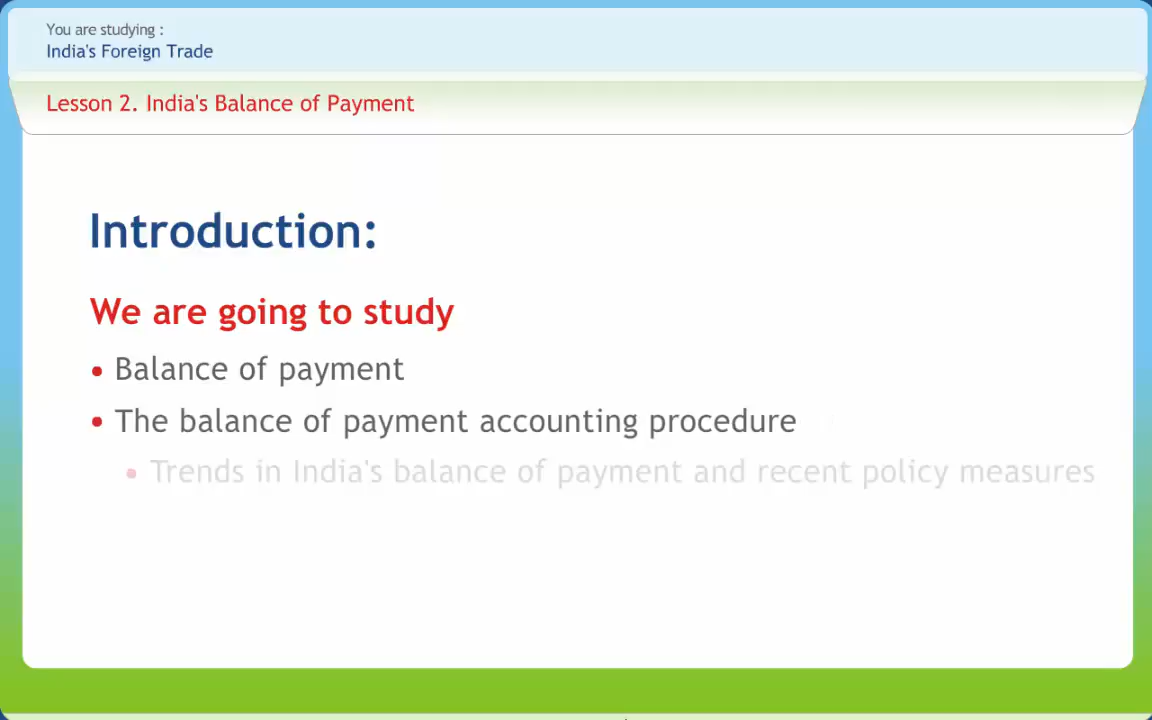 You are studying :
India's Foreign Trade
Lesson 2. India's Balance of Payment
Introduction:
We are going to study
• Balance of payment
• The balance of payment accounting procedure
• Trends in India's balance of payment and recent policy measures